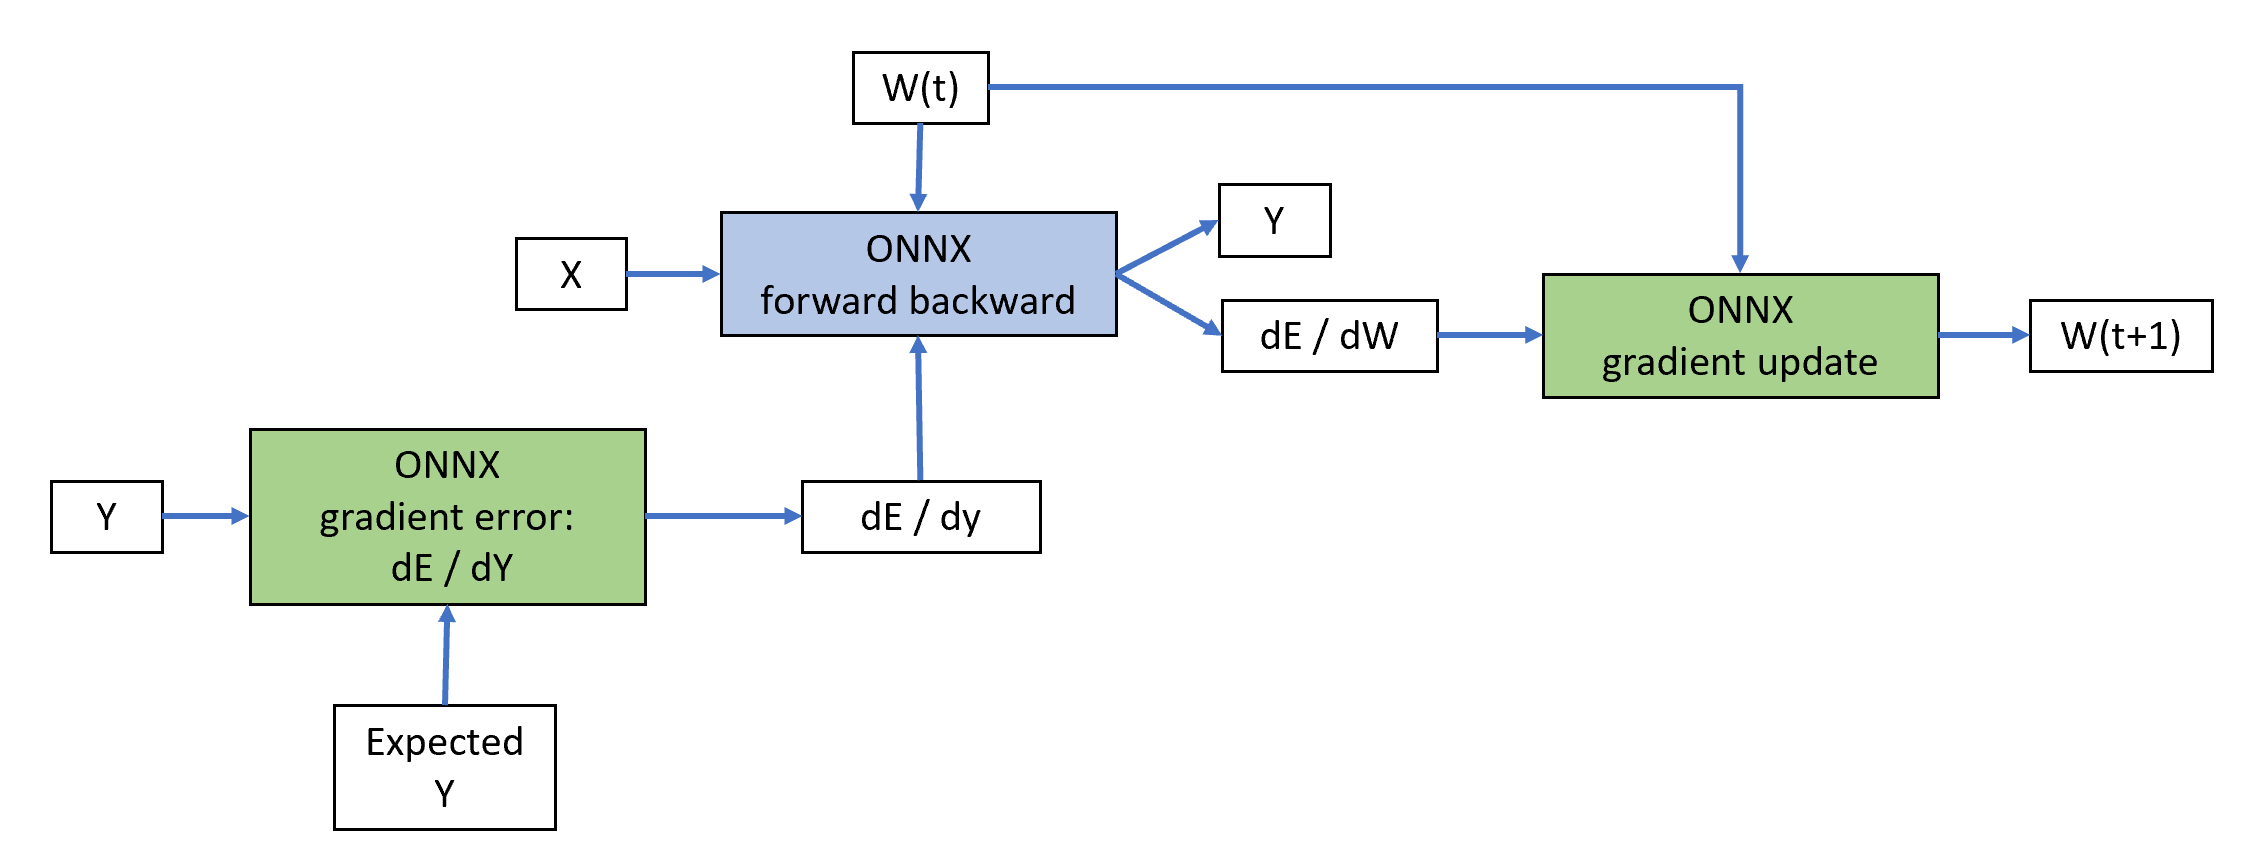 W(t)
X
ONNX
forward backward
Y
dE / dW
ONNX
gradient update
W(t+1)
Y
ONNX
gradient error:
dE / dY
dE / dy
Expected
Y